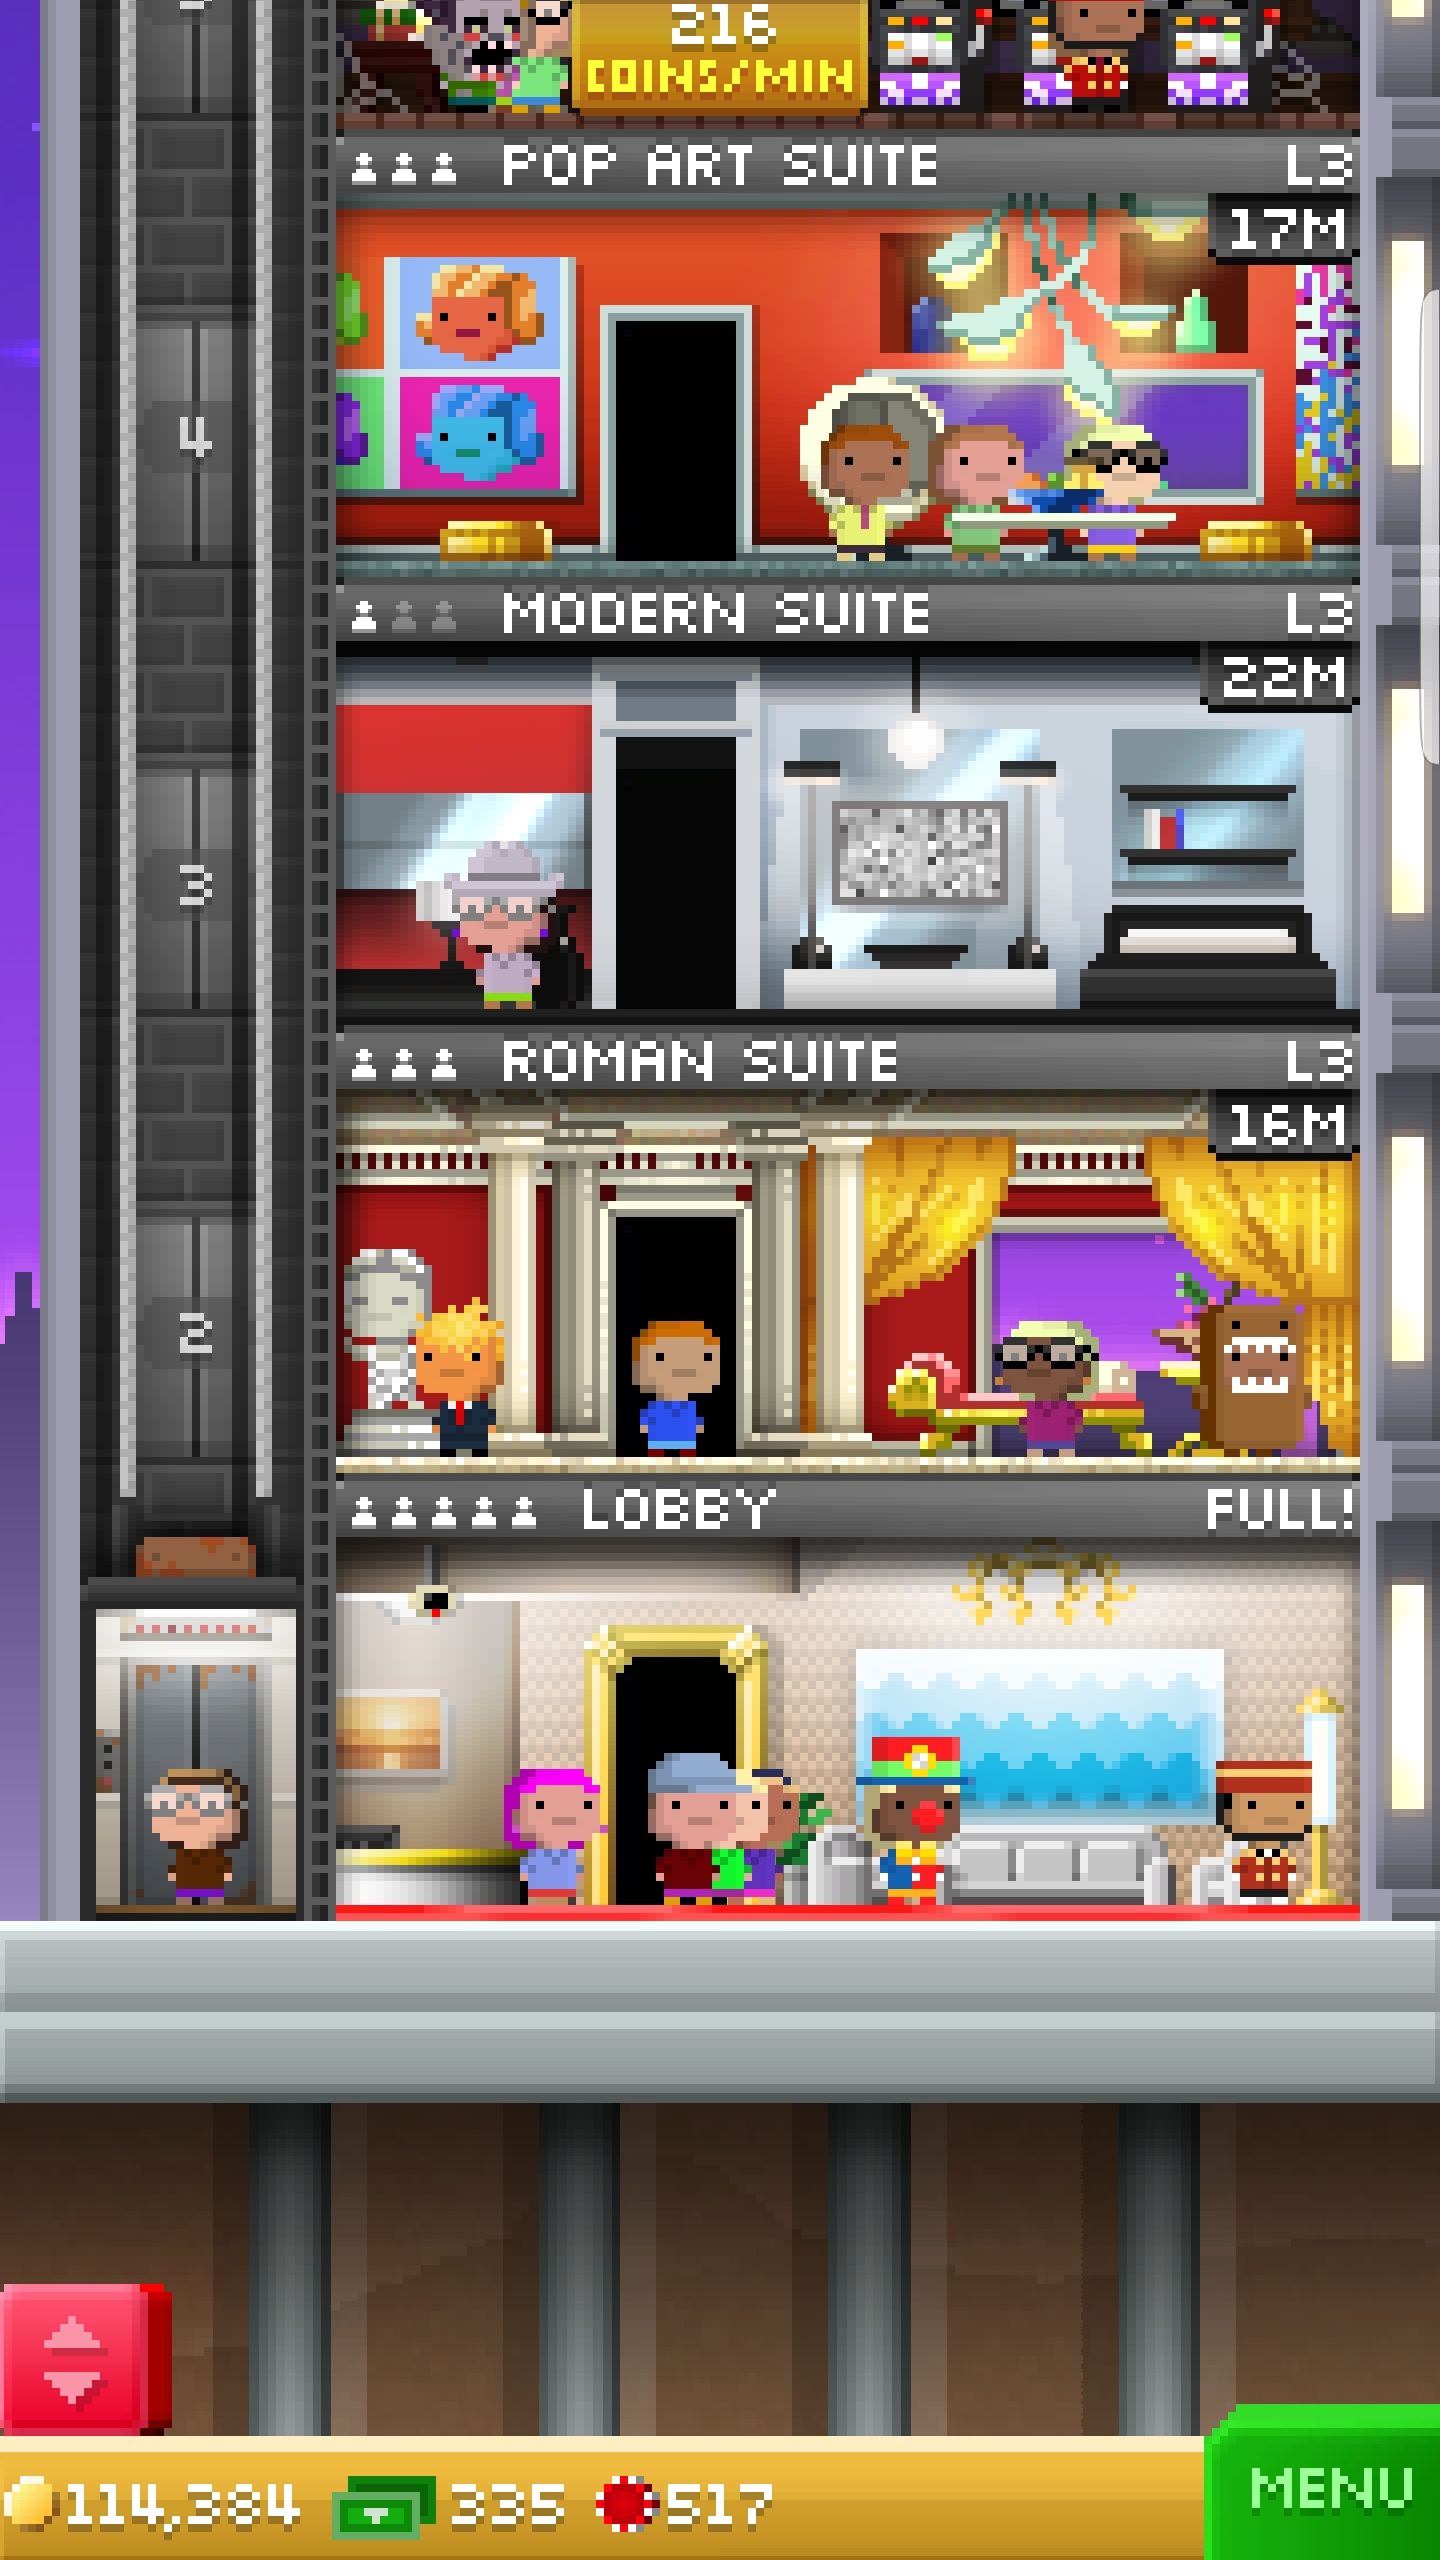 216
COINS/MIN
POP ART SUITE L3
17M
4
MODERN SUITE L3
22M
3
ROMAN SUITE L3
16M
2
LOBBY FULL!
114,384 335 517
MENU